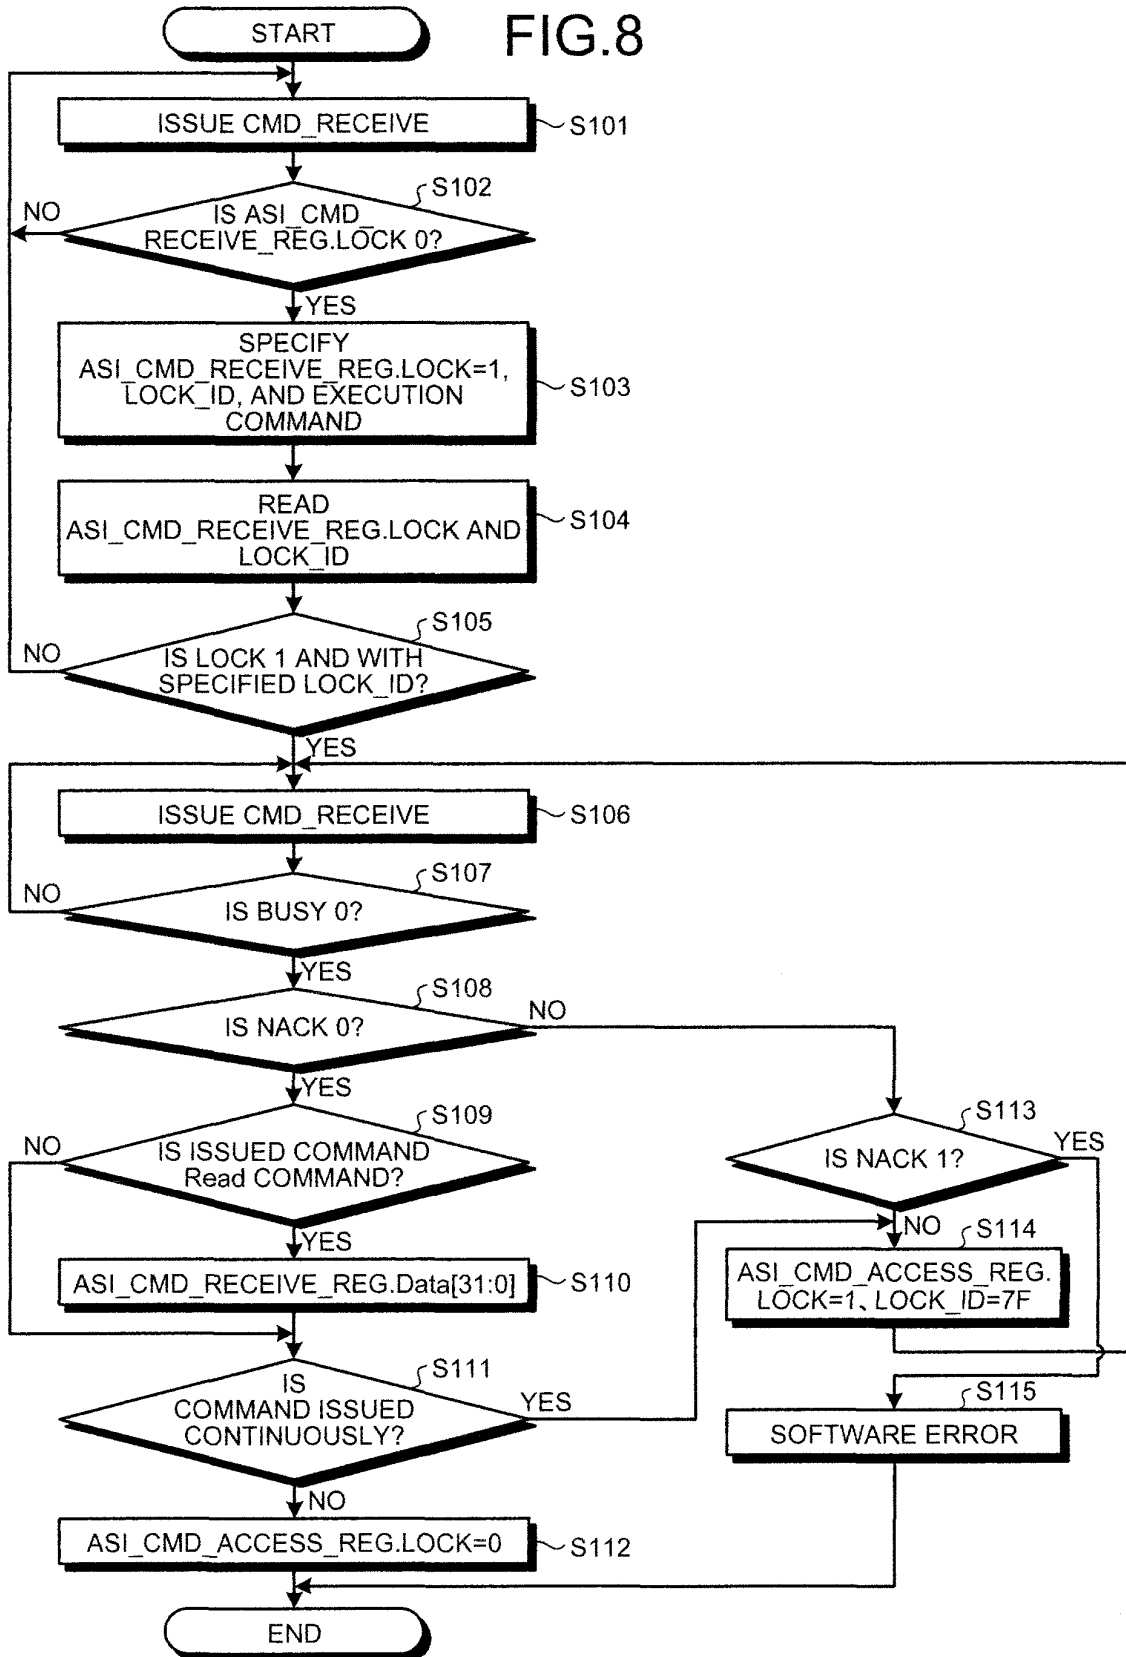 FIG.8
START
ISSUE CMD_RECEIVE
S101
S102
NO
IS ASI_CMD_
RECEIVE_REG.LOCK 0?
YES
SPECIFY
ASI_CMD_RECEIVE_REG.LOCK=1,
LOCK_ID, AND EXECUTION
COMMAND
S103
READ
ASI_CMD_RECEIVE_REG.LOCK AND
LOCK_ID
S104
S105
NO
IS LOCK 1 AND WITH
SPECIFIED LOCK_ID?
YES
ISSUE CMD_RECEIVE
S106
S107
NO
IS BUSY 0?
YES
S108
NO
IS NACK 0?
YES
S109
NO
IS ISSUED COMMAND
Read COMMAND?
YES
S113
YES
IS NACK 1?
NO
S114
ASI_CMD_ACCESS_REG.
LOCK=1、LOCK_ID=7F
ASI_CMD_RECEIVE_REG.Data[31:0]
S110
S111
IS
COMMAND ISSUED
CONTINUOUSLY?
YES
S115
SOFTWARE ERROR
NO
ASI_CMD_ACCESS_REG.LOCK=0
S112
END